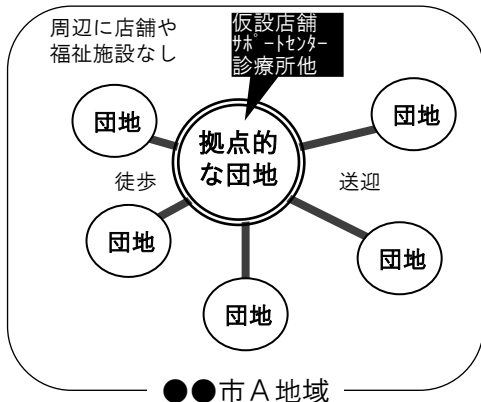 周辺に店舗や
福祉施設なし
仮設店舗
ｻﾎﾟｰﾄｾﾝﾀｰ
診療所他
団地
拠点的
な団地
団地
徒歩
送迎
団地
団地
団地
●●市Ａ地域